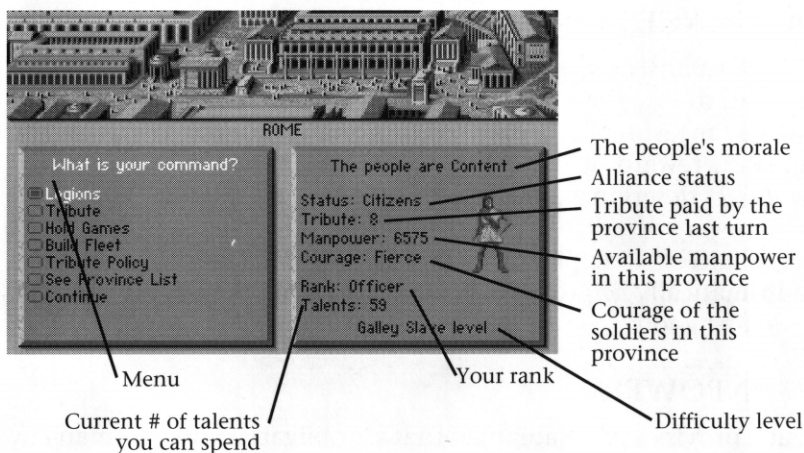 ROME
What is your command?
Legions
Tribute
Hold Games
Build Fleet
Tribute Policy
See Province List
Continue
The people are Content
Status: Citizens
Tribute: 8
Manpower: 6575
Courage: Fierce
Rank: Officer
Talents: 59
Galley Slave level
The people's morale
Alliance status
Tribute paid by the
province last turn
Available manpower
in this province
Courage of the
soldiers in this
province
Menu
Your rank
Current # of talents
you can spend
Difficulty level